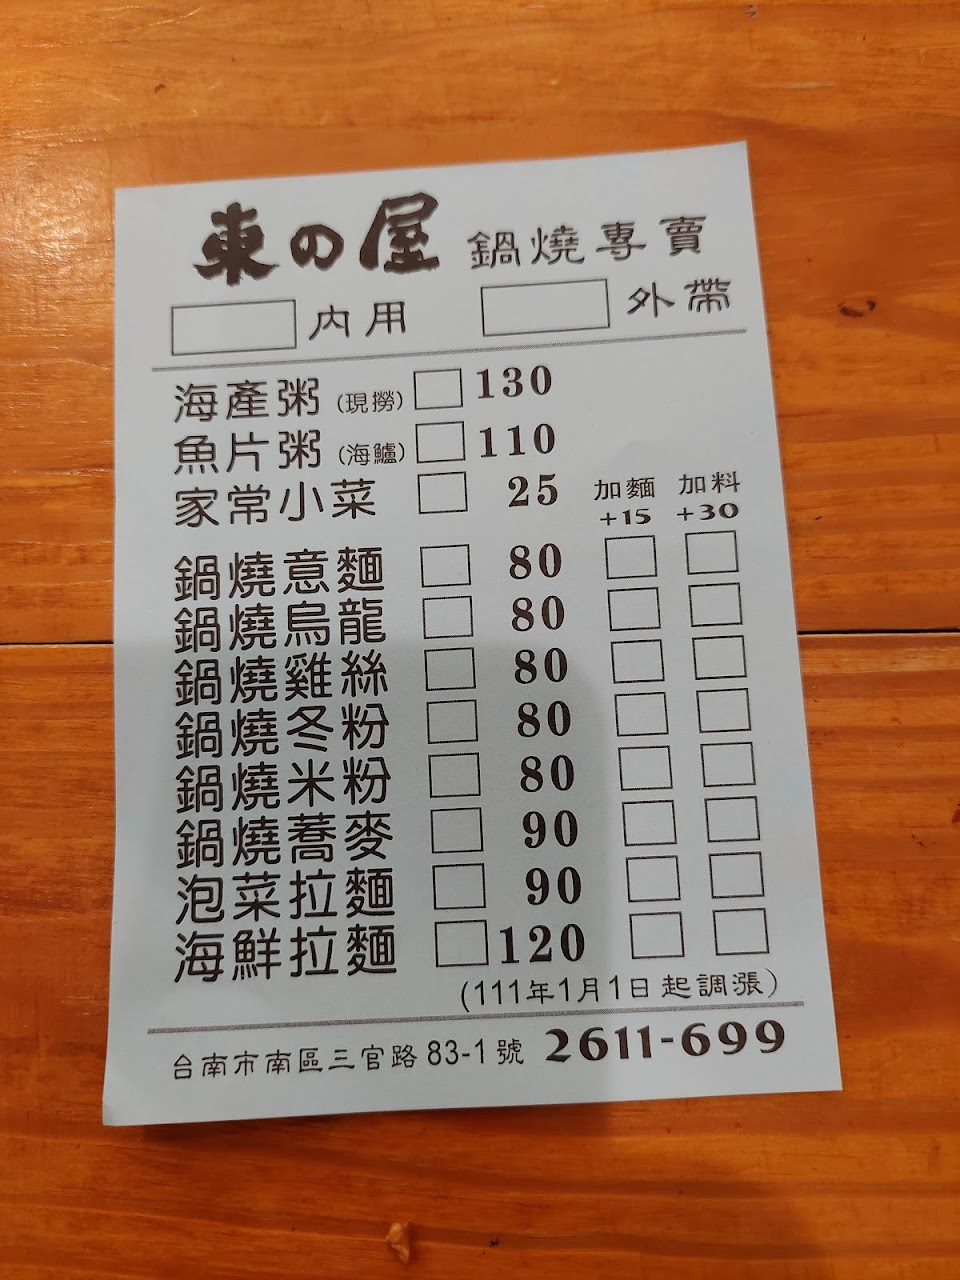 東の屋 鍋燒專賣
內用 外帶
海產粥 (現撈) 130
魚片粥 (海鱸) 110
家常小菜 25 加麵 加料
+15 +30
鍋燒意麵 80
鍋燒烏龍 80
鍋燒雞絲 80
鍋燒冬粉 80
鍋燒米粉 80
鍋燒蕎麥 90
泡菜拉麵 90
海鮮拉麵 120
(111年1月1日起調漲)
台南市南區三官路83-1號 2611-699